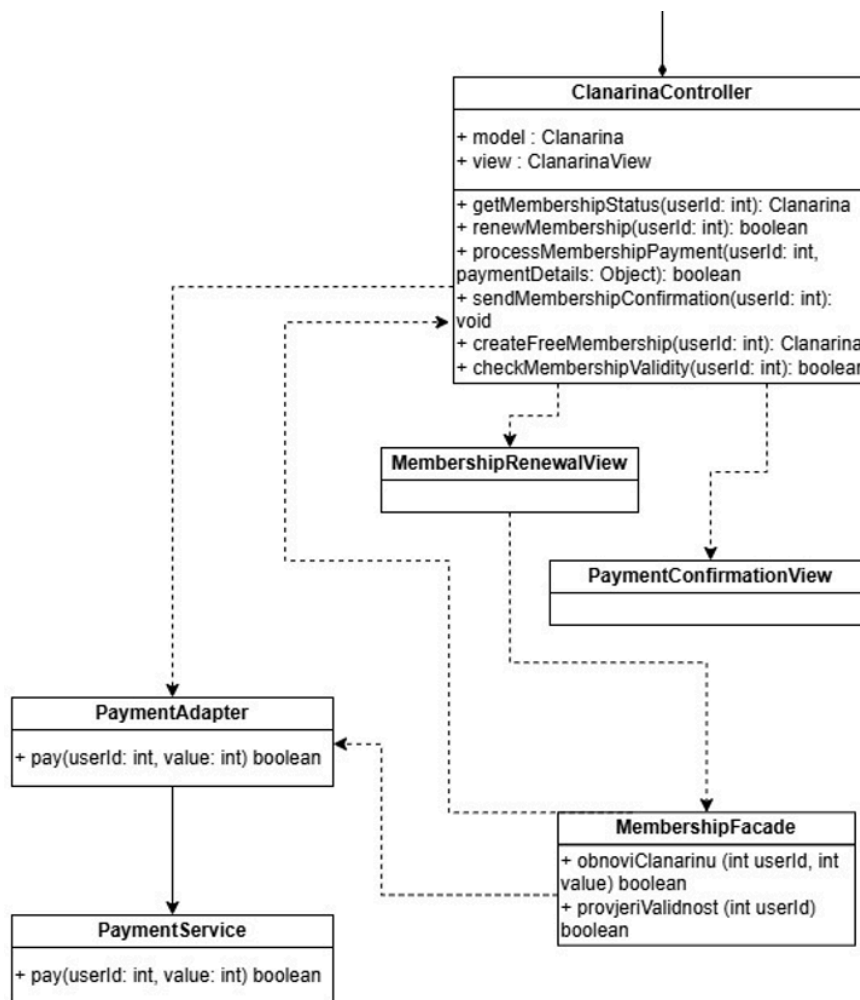 ClanarinaController
+ model : Clanarina
+ view : ClanarinaView
+ getMembershipStatus(userId: int): Clanarina
+ renewMembership(userId: int): boolean
+ processMembershipPayment(userId: int,
paymentDetails: Object): boolean
+ sendMembershipConfirmation(userId: int):
void
+ createFreeMembership(userId: int): Clanarina
+ checkMembershipValidity(userId: int): boolean
MembershipRenewalView
PaymentConfirmationView
PaymentAdapter
+ pay(userId: int, value: int) boolean
MembershipFacade
+ obnoviClanarinu (int userId, int
value) boolean
+ provjeriValidnost (int userId)
boolean
PaymentService
+ pay(userId: int, value: int) boolean